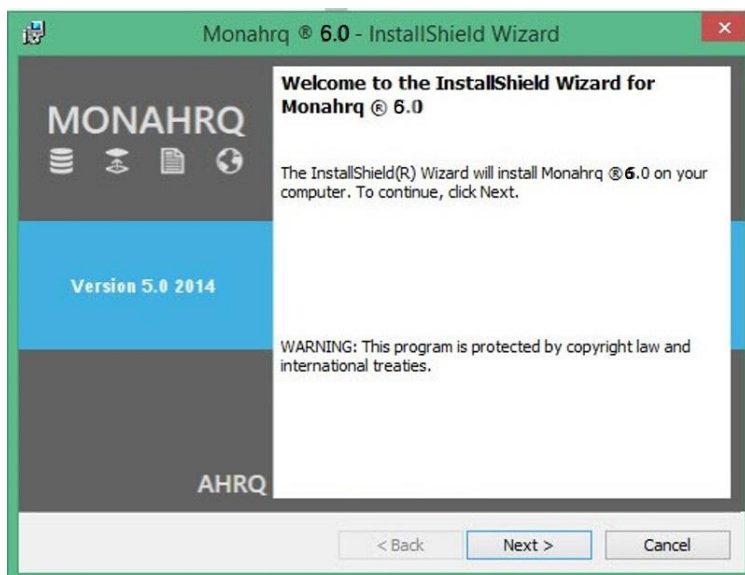 Monahrq ® 6.0 - InstallShield Wizard
MONAHRQ
Version 5.0 2014
AHRQ
Welcome to the InstallShield Wizard for
Monahrq ® 6.0
The InstallShield(R) Wizard will install Monahrq ®6.0 on your
computer. To continue, click Next.
WARNING: This program is protected by copyright law and
international treaties.
< Back
Next >
Cancel